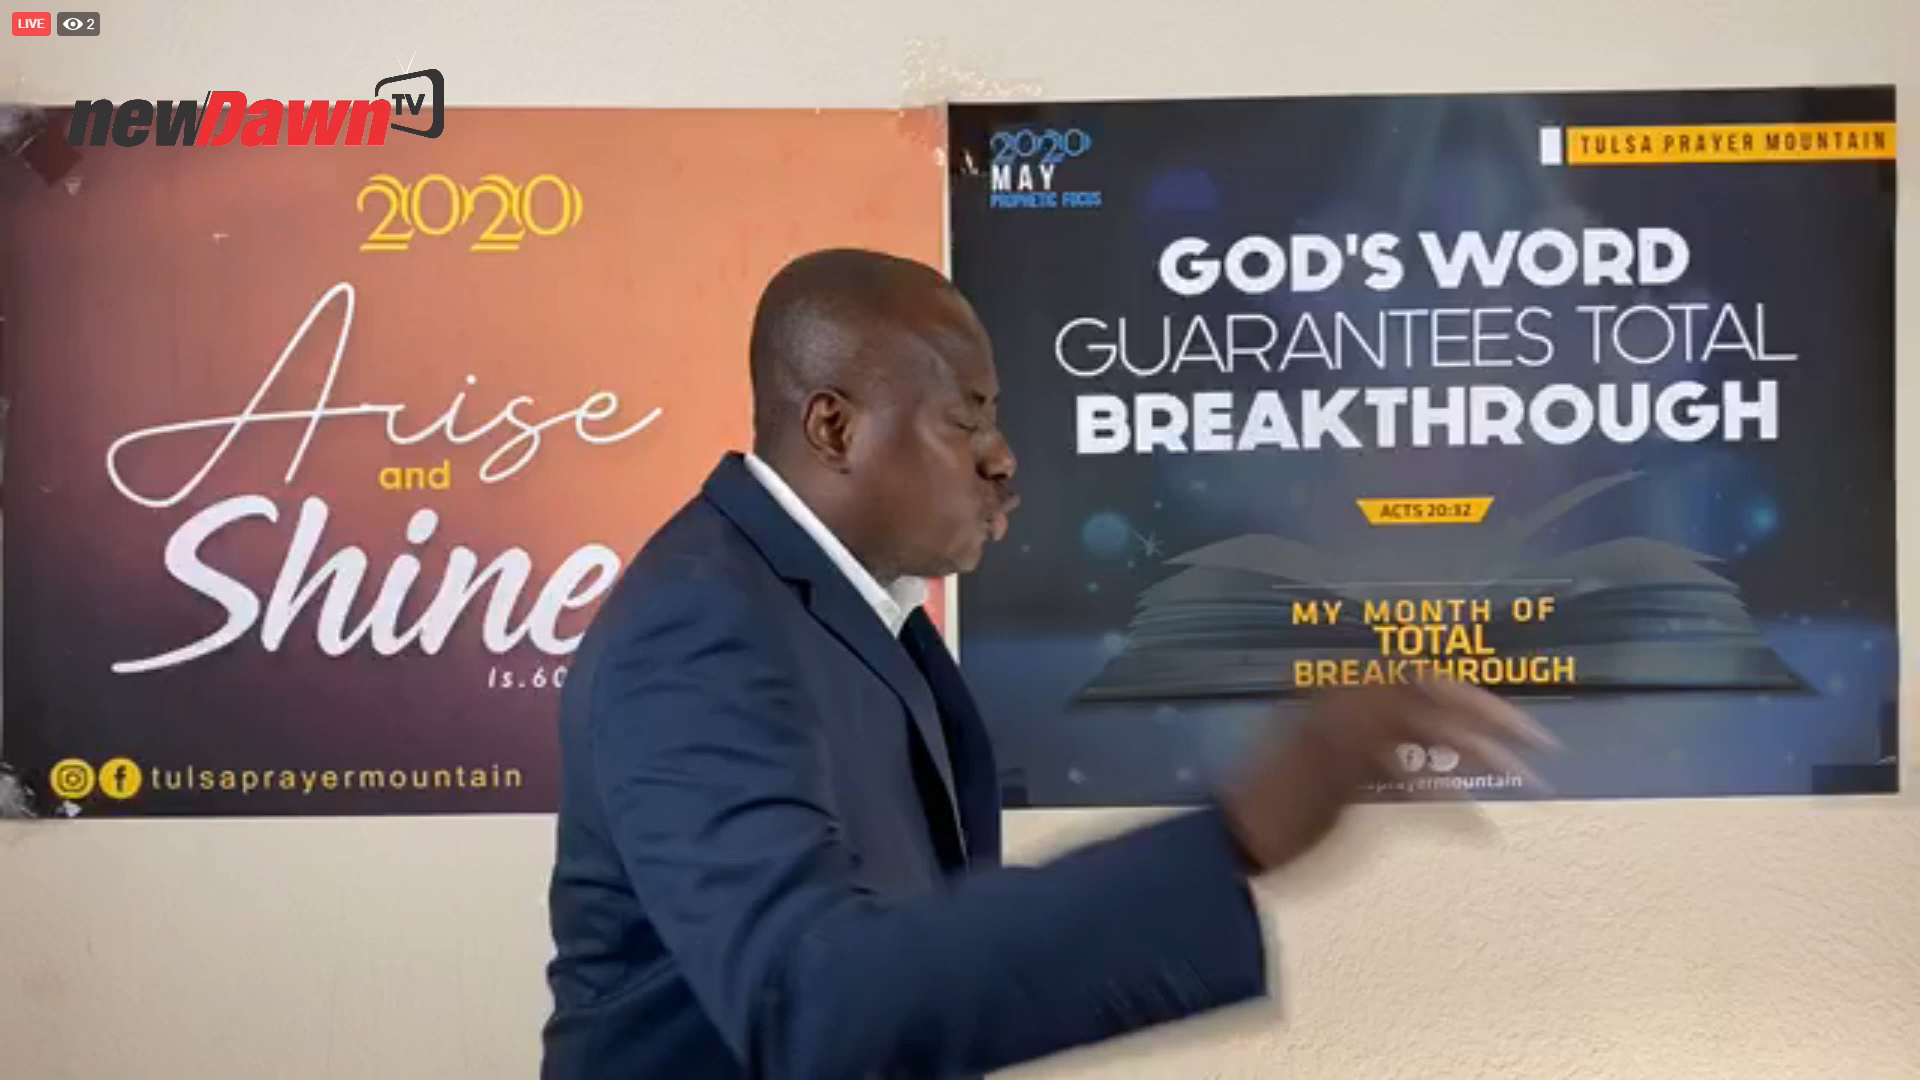 LIVE 2
newDawn TV
2020
Arise
and
Shine
Is.60
tulsaprayermountain
2020
MAY
PROPHETIC FOCUS
TULSA PRAYER MOUNTAIN
GOD'S WORD
GUARANTEES TOTAL
BREAKTHROUGH
ACTS 20:32
MY MONTH OF
TOTAL
BREAKTHROUGH